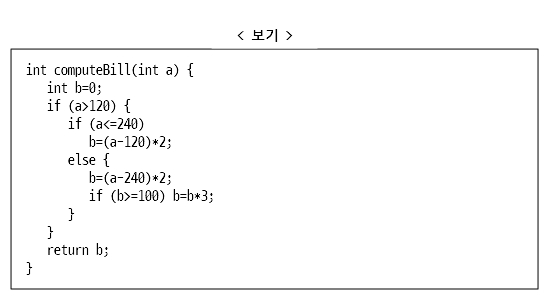 < 보기 >
int computeBill(int a) {
int b=0;
if (a>120) {
if (a<=240)
b=(a-120)*2;
else {
b=(a-240)*2;
if (b>=100) b=b*3;
}
}
return b;
}